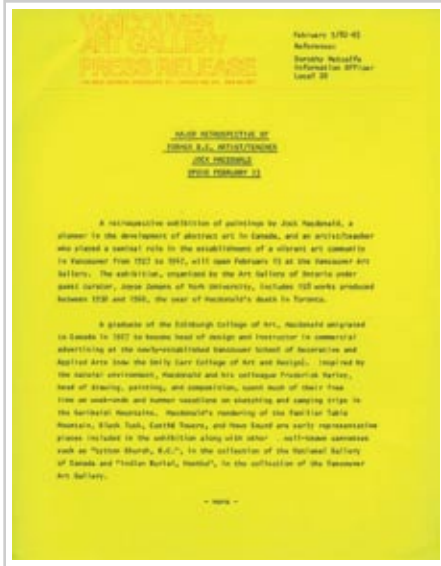 VANCOUVER
ART GALLERY
PRESS RELEASE
February 5/82-#3
Reference:
Dorothy Metcalfe
Information Officer
Local 30
MAJOR RETROSPECTIVE OF
FORMER B.C. ARTIST/TEACHER
JOCK MACDONALD
OPENS FEBRUARY 13
A retrospective exhibition of paintings by Jock Macdonald, a
pioneer in the development of abstract art in Canada, and an artist/teacher
who played a seminal role in the establishment of a vibrant art community
in Vancouver from 1927 to 1947, will open February 13 at the Vancouver Art
Gallery. The exhibition, organized by the Art Gallery of Ontario under
guest curator, Joyce Zemans of York University, includes works produced
between 1930 and 1960, the year of Macdonald's death in Toronto.
A graduate of the Edinburgh College of Art, Macdonald emigrated
to Canada in 1927 to become head of design and instructor in commercial
advertising at the newly-established Vancouver School of Decorative and
Applied Arts (now the Emily Carr College of Art and Design). Inspired by
the natural environment, Macdonald and his colleague Frederick Varley,
head of drawing, painting, and composition, spent much of their free
time on weekends and summer vacations on sketching and camping trips in
the Garibaldi Mountains. Macdonald's rendering of the familiar Table
Mountain, Black Tusk, Castle Towers, and Howe Sound are early representative
pieces included in the exhibition along with other well-known canvases
such as "Lytton Church, B.C.", in the collection of the National Gallery
of Canada and "Indian Burial, Nootka", in the collection of the Vancouver
Art Gallery.
- more -